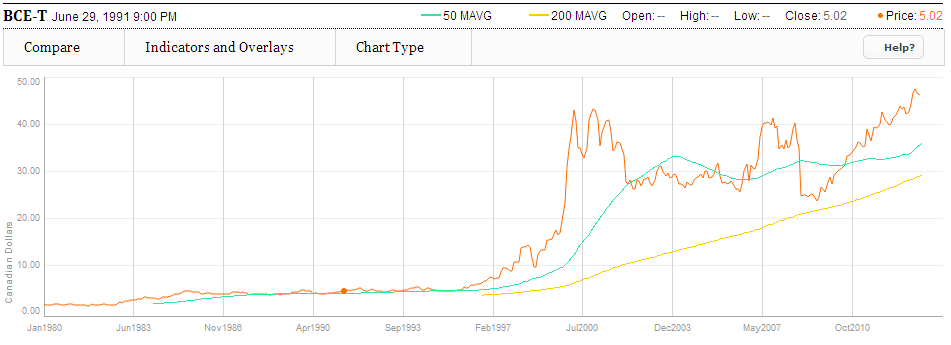 BCE-T June 29, 1991 9:00 PM 50 MAVG 200 MAVG Open: -- High: -- Low: -- Close: 5.02 Price: 5.02
Compare Indicators and Overlays Chart Type Help?
50.00
40.00
30.00
20.00
10.00
0.00
Canadian Dollars
Jan1980 Jun1983 Nov1986 Apr1990 Sep1993 Feb1997 Jul2000 Dec2003 May2007 Oct2010